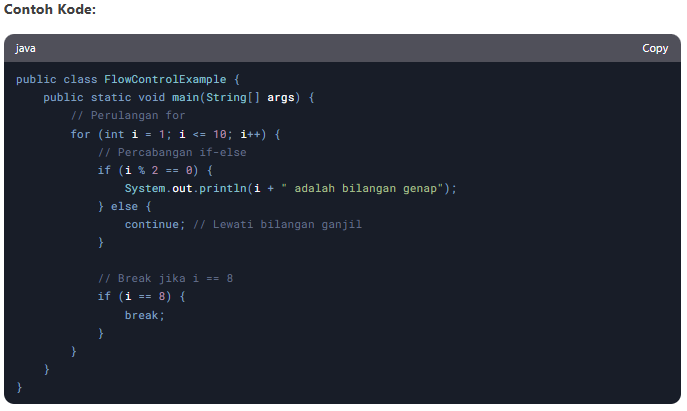 Contoh Kode:
java
Copy
public class FlowControlExample {
    public static void main(String[] args) {
        // Perulangan for
        for (int i = 1; i <= 10; i++) {
            // Percabangan if-else
            if (i % 2 == 0) {
                System.out.println(i + " adalah bilangan genap");
            } else {
                continue; // Lewati bilangan ganjil
            }

            // Break jika i == 8
            if (i == 8) {
                break;
            }
        }
    }
}